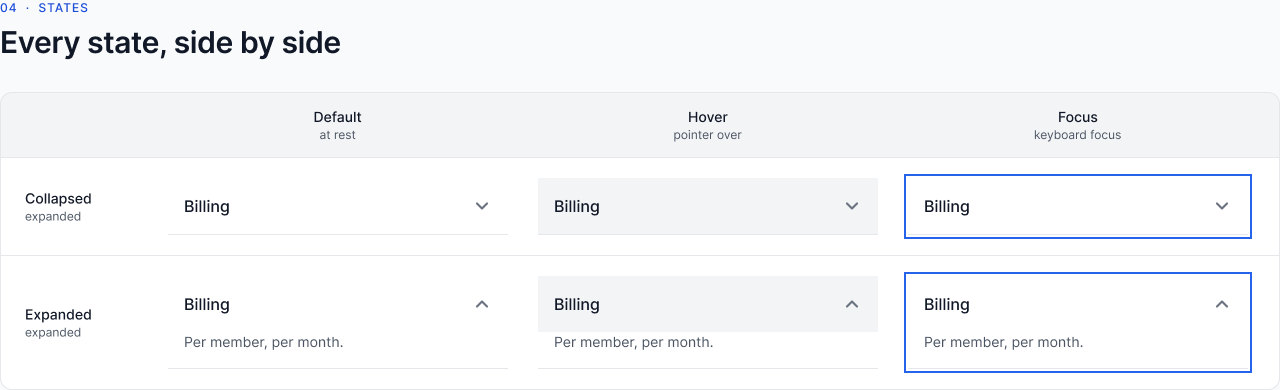 04 · STATES
Every state, side by side
Default
at rest
Hover
pointer over
Focus
keyboard focus
Collapsed
expanded
Billing
Billing
Billing
Expanded
expanded
Billing
Per member, per month.
Billing
Per member, per month.
Billing
Per member, per month.